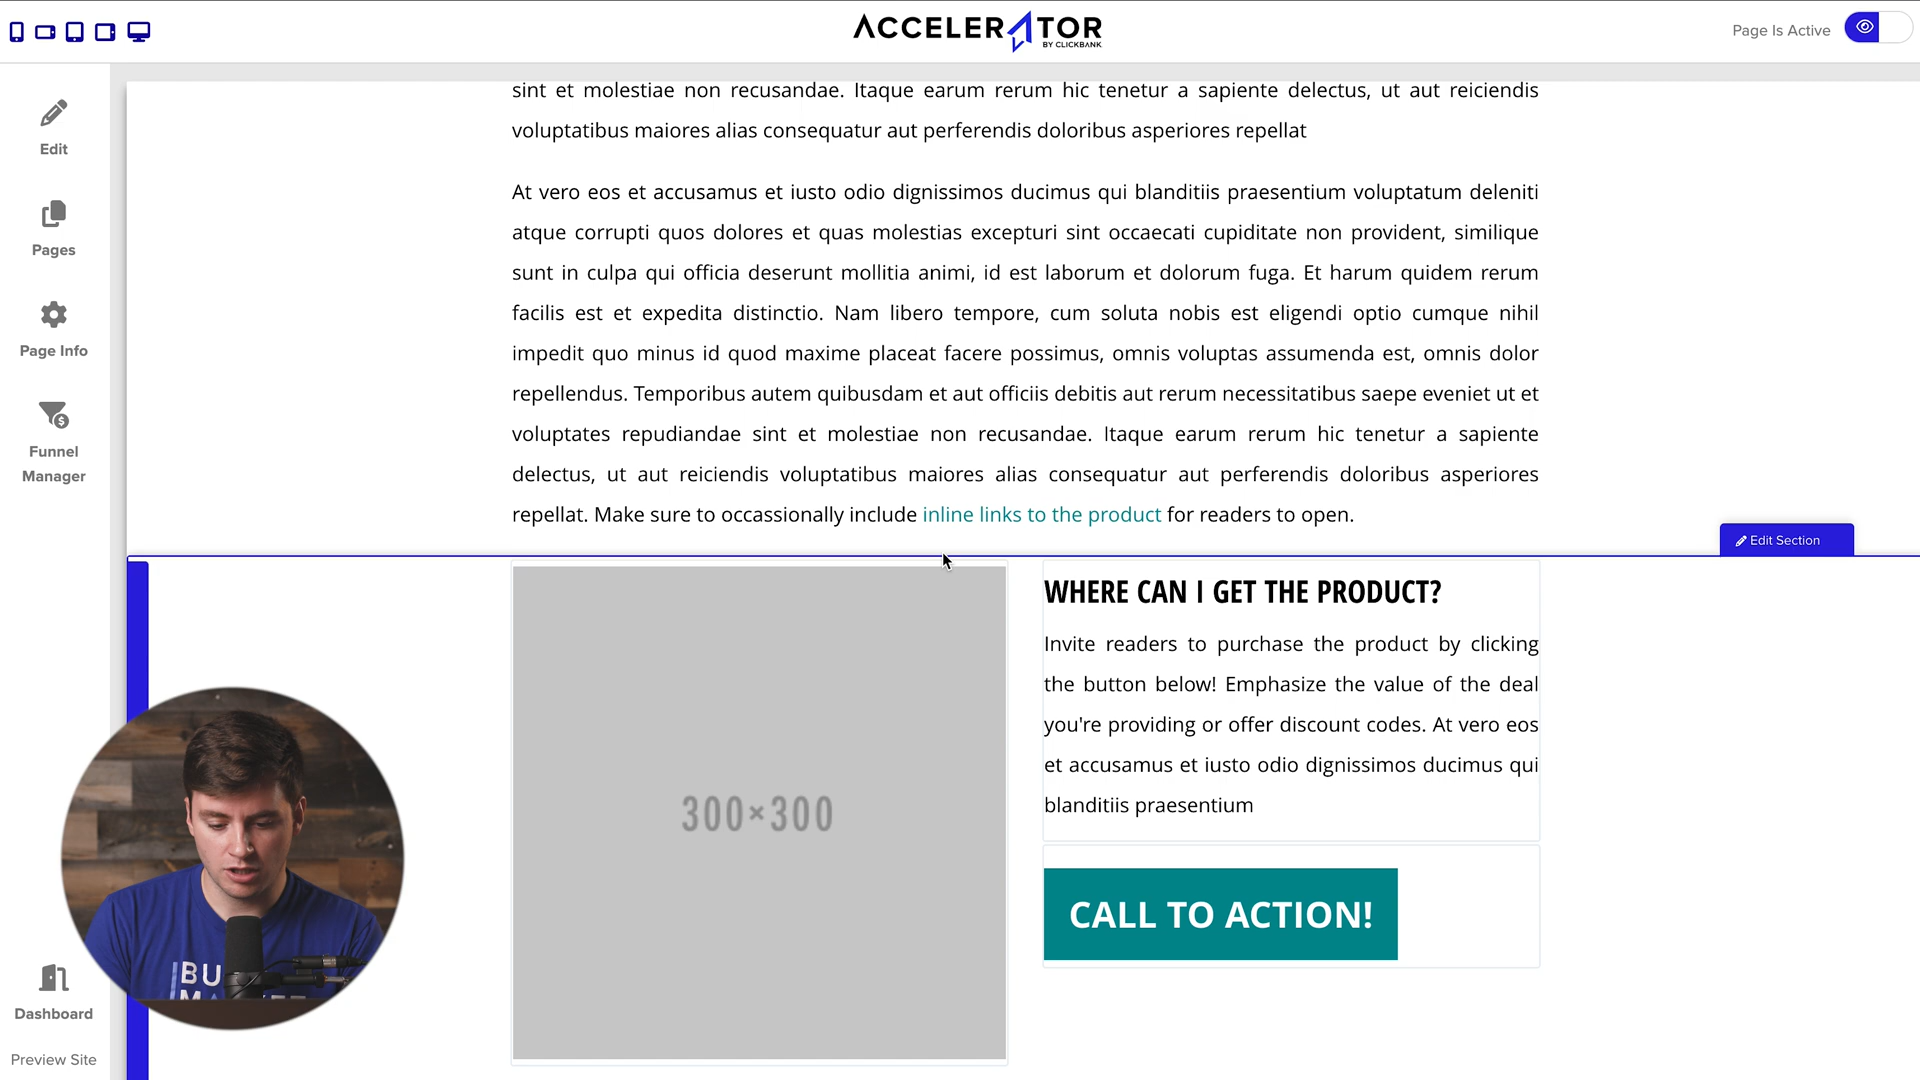 ACCELERATOR
BY CLICKBANK
Page Is Active
Edit
Pages
Page Info
Funnel
Manager
Dashboard
Preview Site
sint et molestiae non recusandae. Itaque earum rerum hic tenetur a sapiente delectus, ut aut reiciendis
voluptatibus maiores alias consequatur aut perferendis doloribus asperiores repellat
At vero eos et accusamus et iusto odio dignissimos ducimus qui blanditiis praesentium voluptatum deleniti
atque corrupti quos dolores et quas molestias excepturi sint occaecati cupiditate non provident, similique
sunt in culpa qui officia deserunt mollitia animi, id est laborum et dolorum fuga. Et harum quidem rerum
facilis est et expedita distinctio. Nam libero tempore, cum soluta nobis est eligendi optio cumque nihil
impedit quo minus id quod maxime placeat facere possimus, omnis voluptas assumenda est, omnis dolor
repellendus. Temporibus autem quibusdam et aut officiis debitis aut rerum necessitatibus saepe eveniet ut et
voluptates repudiandae sint et molestiae non recusandae. Itaque earum rerum hic tenetur a sapiente
delectus, ut aut reiciendis voluptatibus maiores alias consequatur aut perferendis doloribus asperiores
repellat. Make sure to occassionally include inline links to the product for readers to open.
Edit Section
300×300
WHERE CAN I GET THE PRODUCT?
Invite readers to purchase the product by clicking
the button below! Emphasize the value of the deal
you're providing or offer discount codes. At vero eos
et accusamus et iusto odio dignissimos ducimus qui
blanditiis praesentium
CALL TO ACTION!
BU